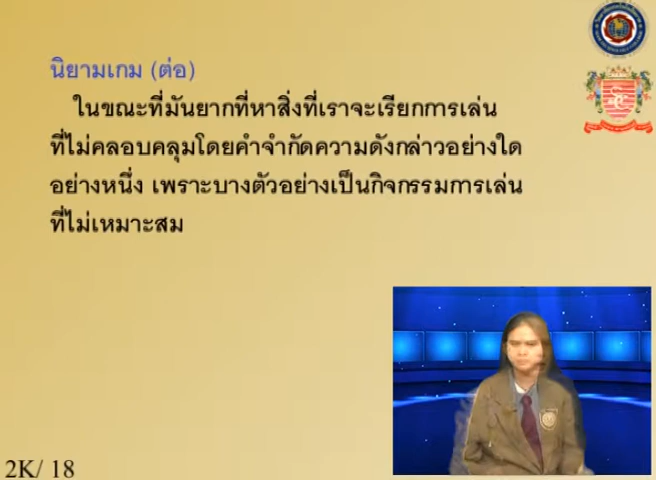 นิยามเกม (ต่อ)
ในขณะที่มันยากที่หาสิ่งที่เราจะเรียกการเล่น
ที่ไม่คลอบคลุมโดยคำจำกัดความดังกล่าวอย่างใด
อย่างหนึ่ง เพราะบางตัวอย่างเป็นกิจกรรมการเล่น
ที่ไม่เหมาะสม
2K/ 18